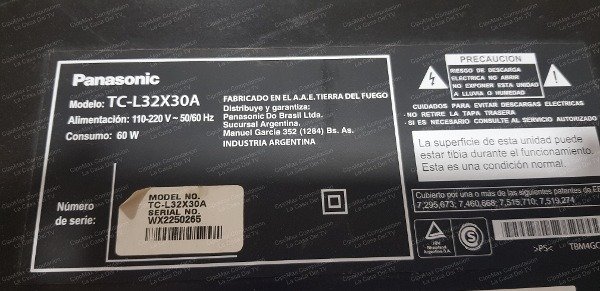 Panasonic
Modelo: TC-L32X30A
Alimentación: 110-220 V ~ 50/60 Hz
Consumo: 60 W
FABRICADO EN EL A.A.E. TIERRA DEL FUEGO
Distribuye y garantiza:
Panasonic Do Brasil Ltda.
Sucursal Argentina.
Manuel Garcia 352 (1284) Bs. As.
INDUSTRIA ARGENTINA
Número
de serie:
MODEL NO.
TC-L32X30A
SERIAL NO.
WX2250265
PRECAUCIÓN
RIESGO DE DESCARGA
ELECTRICA NO ABRIR
NO EXPONER ESTA UNIDAD
A LLUVIA O HUMEDAD
CUIDADOS PARA EVITAR DESCARGAS ELECTRICAS
- NO RETIRE LA TAPA TRASERA
- SI ES NECESARIO CONSULTE AL SERVICIO AUTORIZADO
La superficie de esta unidad puede
estar tibia durante el funcionamiento.
Esta es una condición normal.
Cubierto por una o más de las siguientes patentes de
7,295,673; 7,460,668; 7,515,710; 7,519,274
S
>PS<
TBM4GC